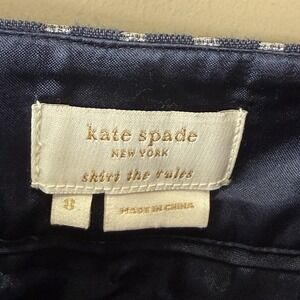 kate spade
NEW YORK
skirt the rules
8
MADE IN CHINA